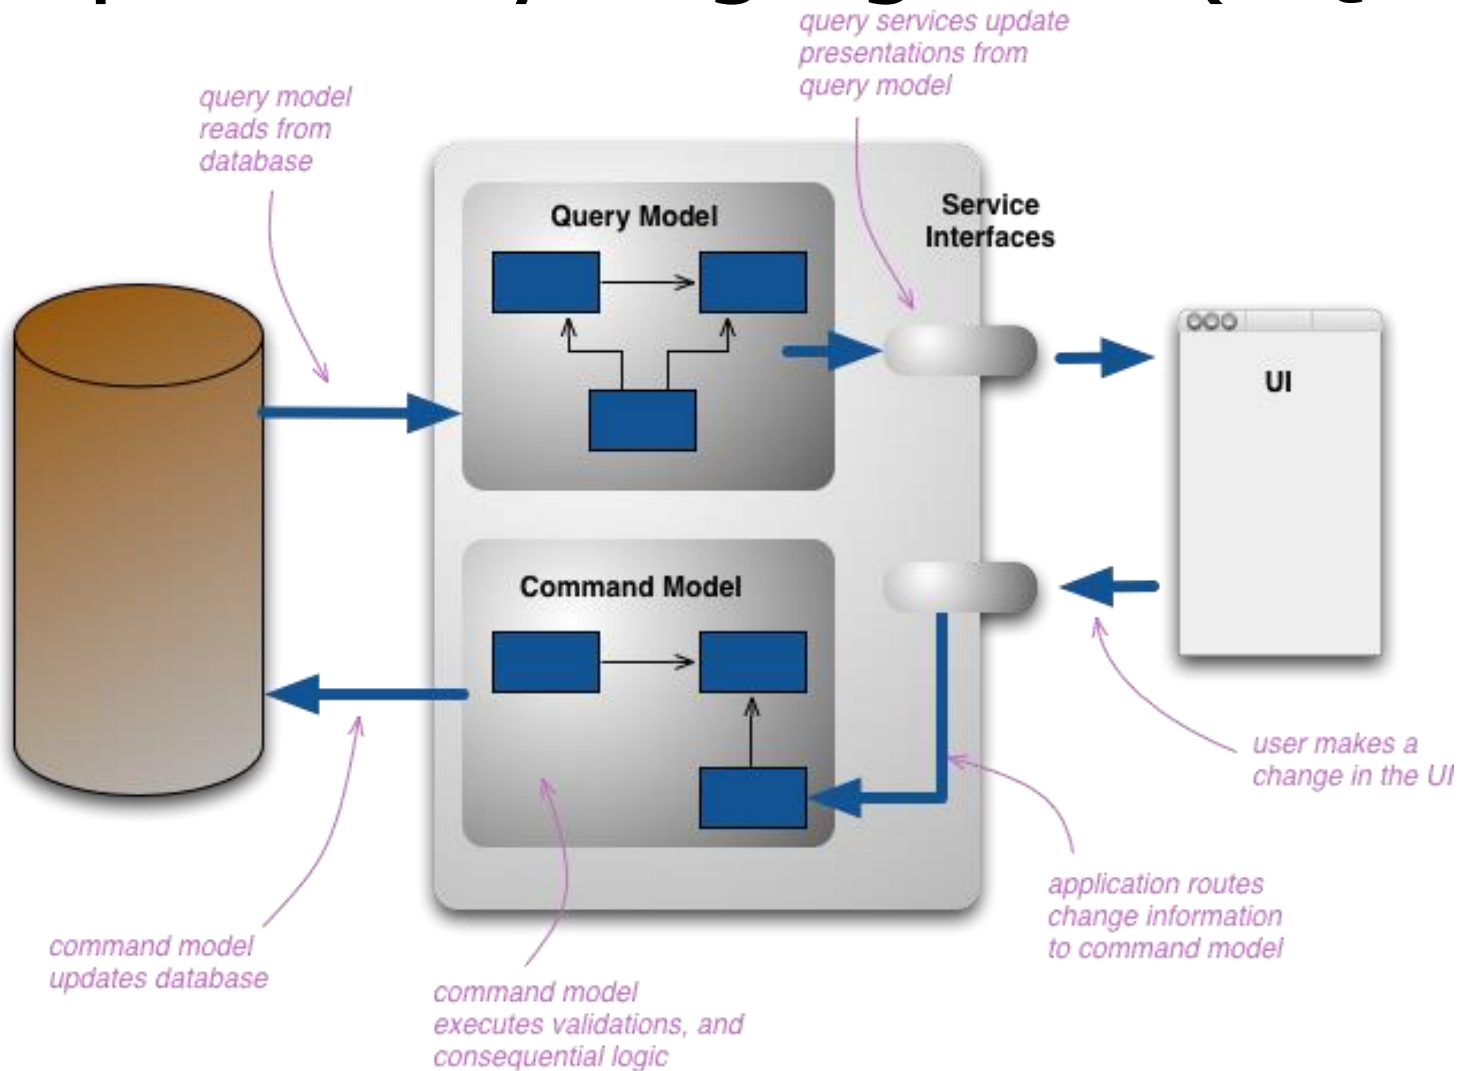 query services update
presentations from
query model
query model
reads from
database
Query Model
Service
Interfaces
UI
Command Model
user makes a
change in the UI
application routes
change information
to command model
command model
updates database
command model
executes validations, and
consequential logic